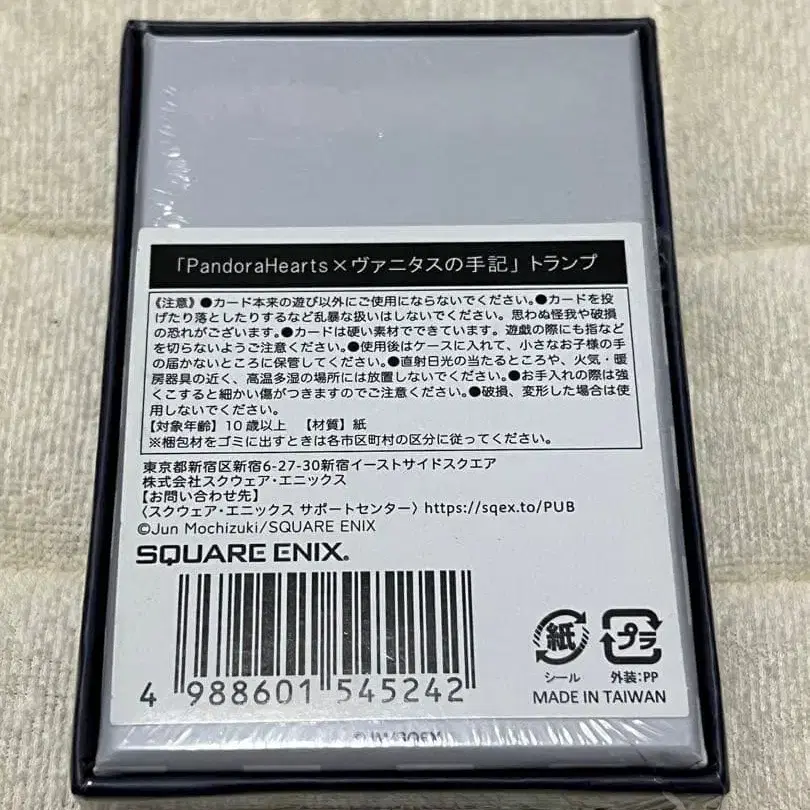 「PandoraHearts×ヴァニタスの手記」トランプ
《注意》●カード本来の遊び以外にご使用にならないでください。●カードを投
げたり落としたりするなど乱暴な扱いはしないでください。思わぬ怪我や破損
の恐れがございます。●カードは硬い素材でできています。遊戯の際にも指など
を切らないようご注意ください。●使用後はケースに入れて、小さなお子様の手
の届かないところに保管してください。●直射日光の当たるところや、火気・暖
房器具の近く、高温多湿の場所には放置しないでください。●お手入れの際は強
くこすると細かい傷がつきますのでご注意ください。●破損、変形した場合は使
用しないでください。
【対象年齢】10歳以上 【材質】紙
※梱包材をゴミに出すときは各市区町村の区分に従ってください。
東京都新宿区新宿6-27-30新宿イーストサイドスクエア
株式会社スクウェア・エニックス
【お問い合わせ先】
〈スクウェア・エニックス サポートセンター〉https://sqex.to/PUB
©Jun Mochizuki/SQUARE ENIX
SQUARE ENIX.
4 988601 545242
紙
シール
プラ
外装:PP
MADE IN TAIWAN